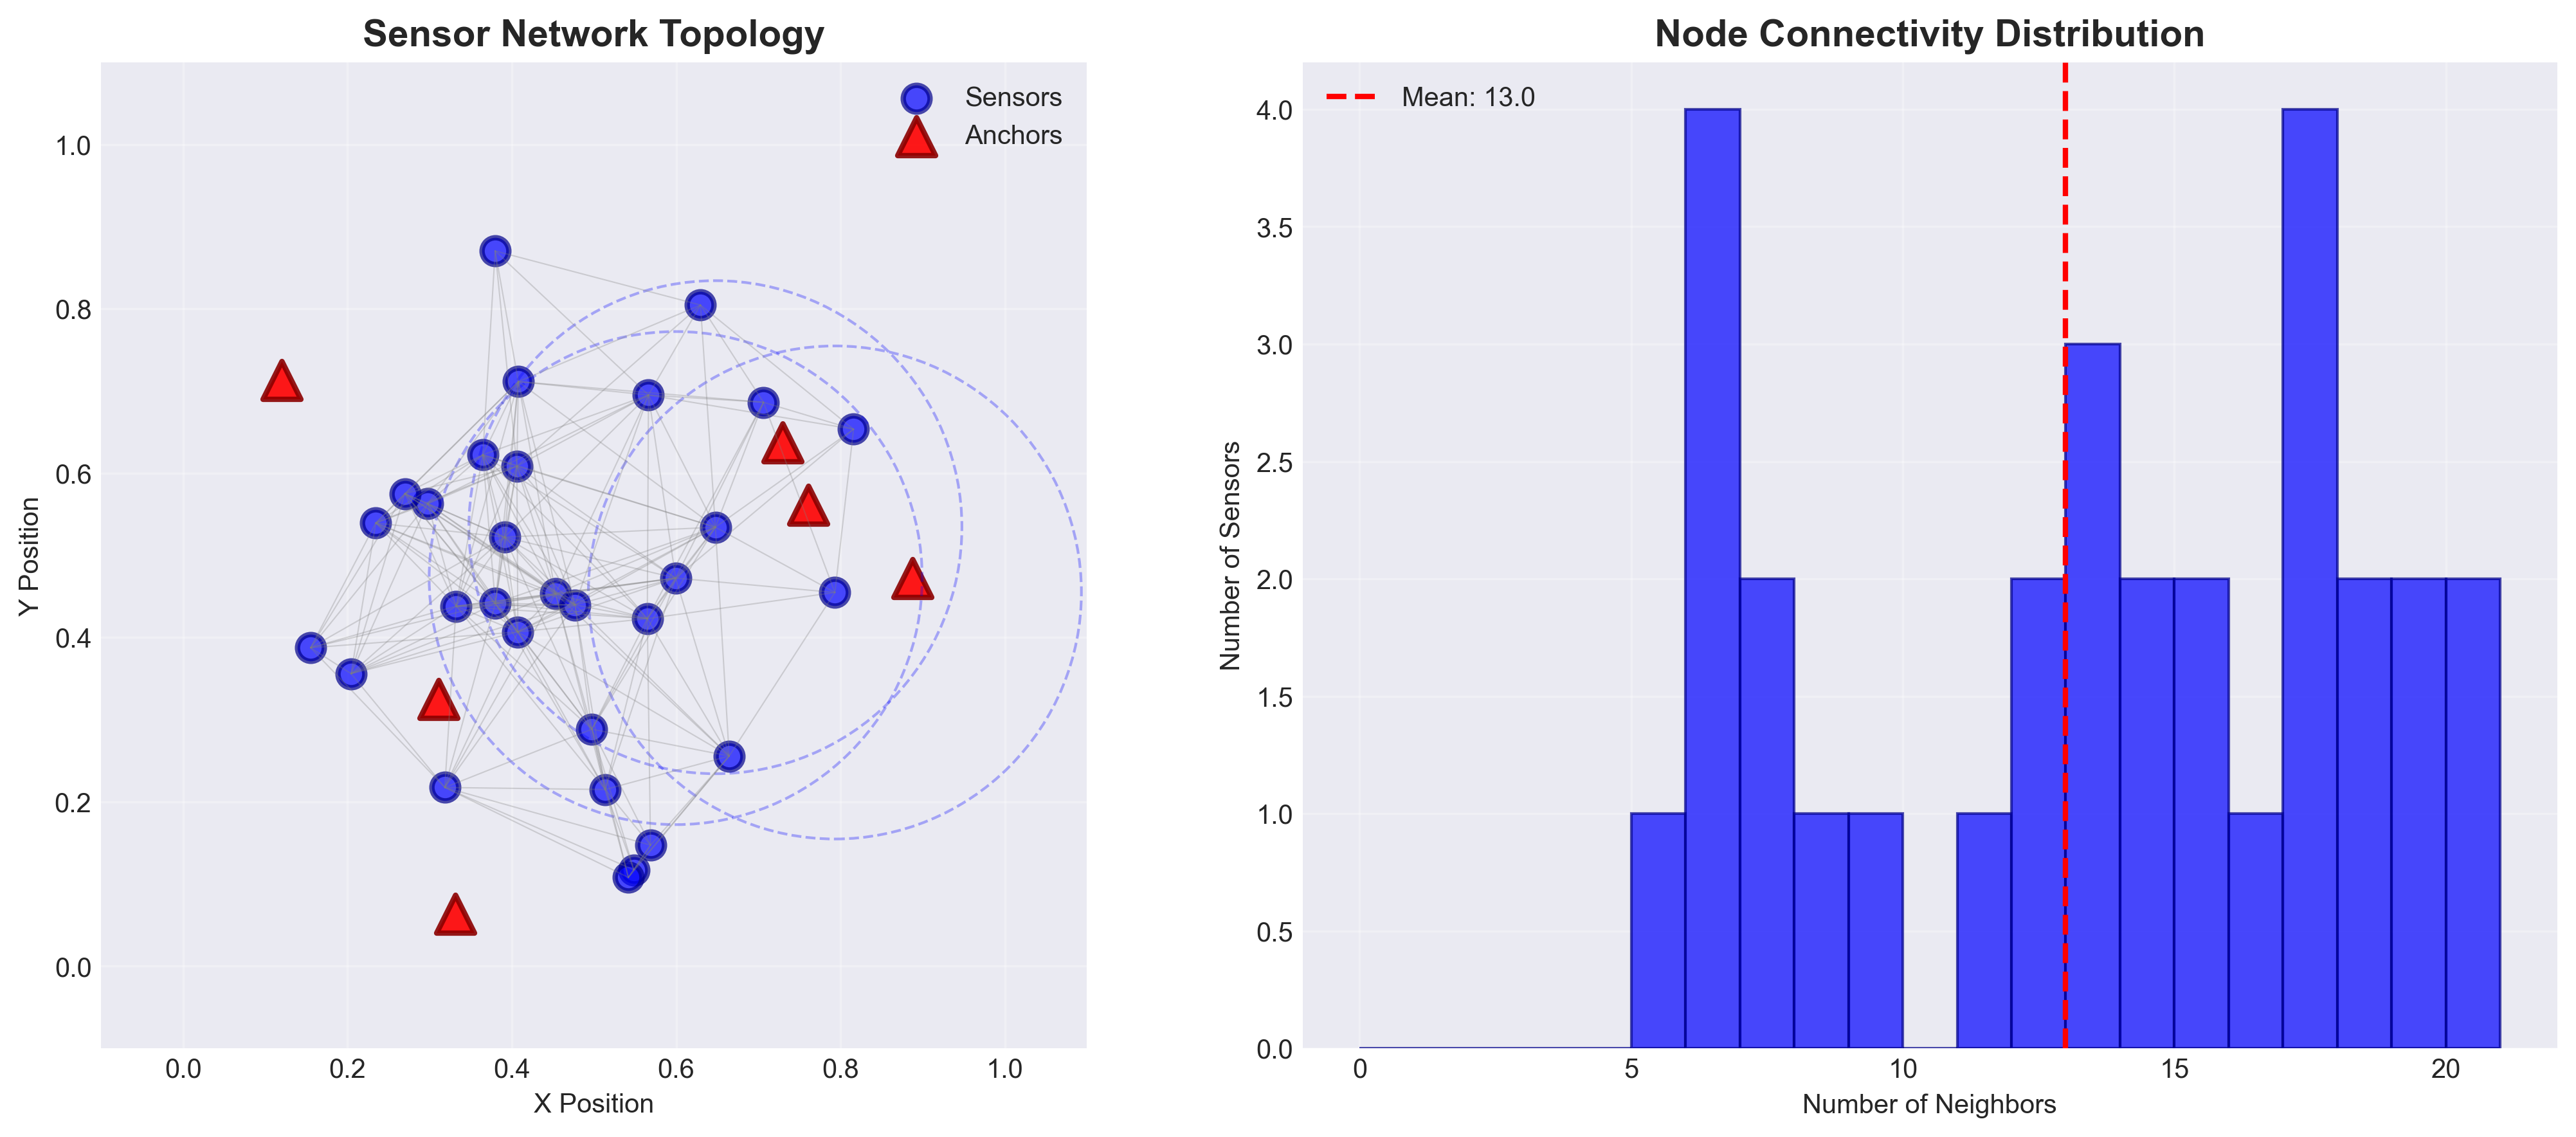 Sensor Network Topology
Sensors
Anchors
1.0
0.8
0.6
0.4
0.2
0.0
Y Position
0.0 0.2 0.4 0.6 0.8 1.0
X Position
Node Connectivity Distribution
Mean: 13.0
4.0
3.5
3.0
2.5
2.0
1.5
1.0
0.5
0.0
Number of Sensors
0 5 10 15 20
Number of Neighbors